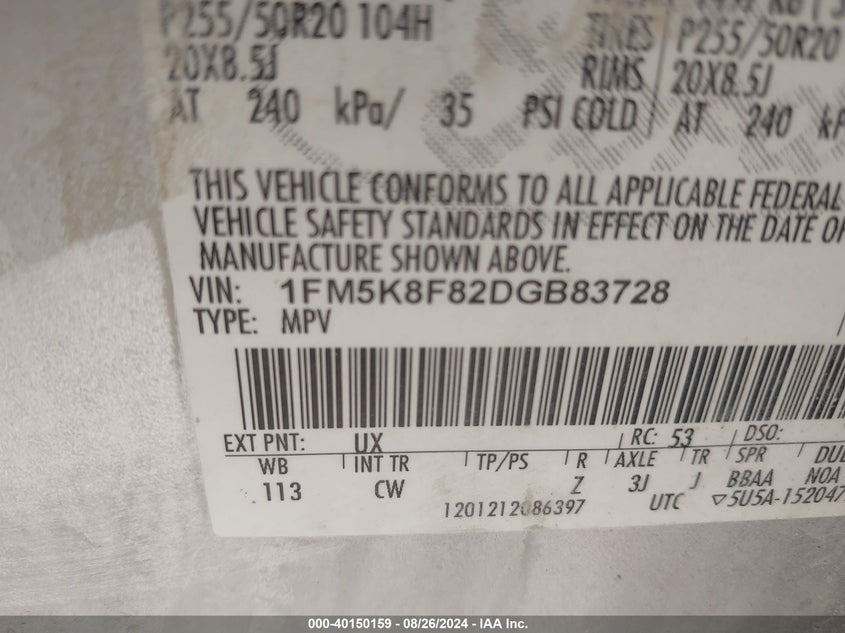 P255/50R20 104H TIRES P255/50R20
20X8.5J RIMS 20X8.5J
AT 240 kPa/ 35 PSI COLD AT 240
THIS VEHICLE CONFORMS TO ALL APPLICABLE FEDERAL
VEHICLE SAFETY STANDARDS IN EFFECT ON THE DATE OF
MANUFACTURE SHOWN ABOVE.
VIN: 1FM5K8F82DGB83728
TYPE: MPV
EXT PNT: UX RC: 53 DSO:
WB INT TR TP/PS R AXLE TR SPR
113 CW Z 3J J BBAA NOA
1201212086397 UTC ▽5U5A-152047
000-40150159 - 08/26/2024 - IAA Inc.